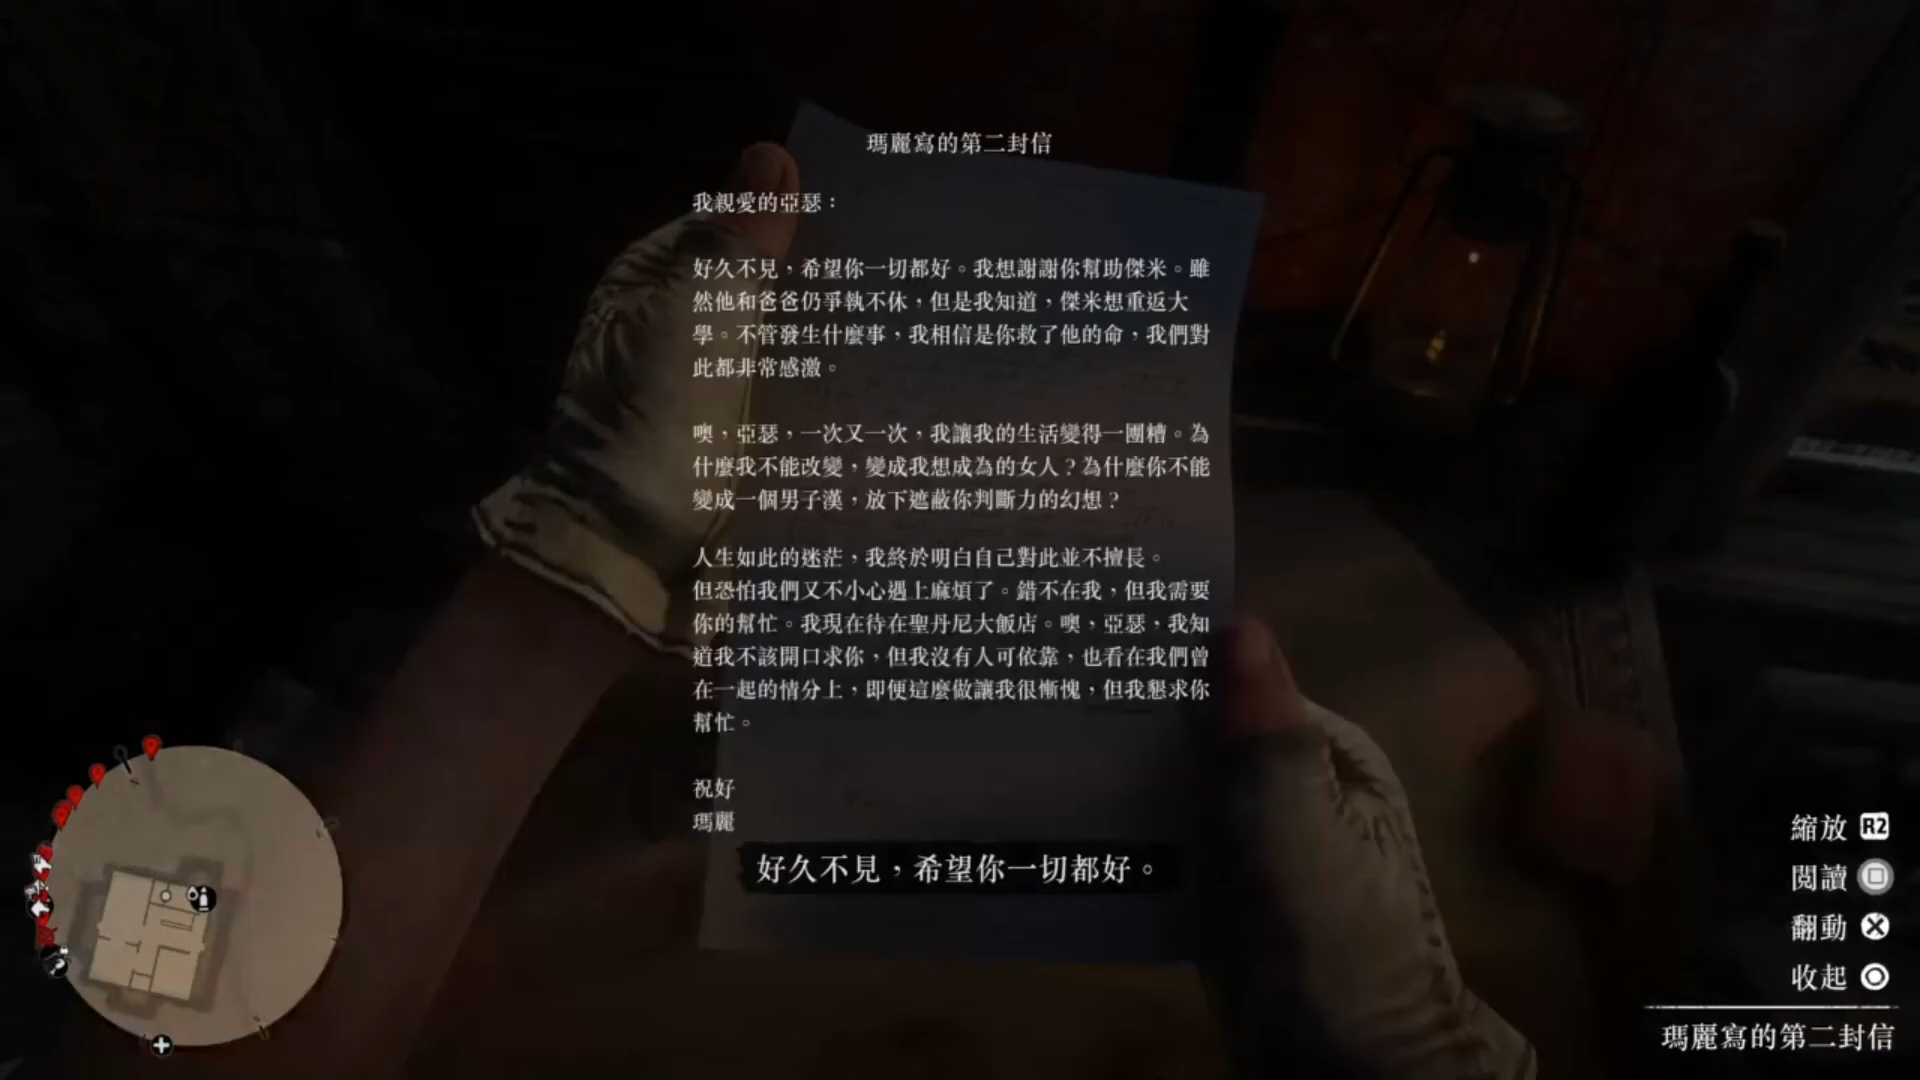 瑪麗寫的第二封信
我親愛的亞瑟：
好久不見，希望你一切都好。我想謝謝你幫助傑米。雖
然他和爸爸仍爭執不休，但是我知道，傑米想重返大
學。不管發生什麼事，我相信是你救了他的命，我們對
此都非常感激。
噢，亞瑟，一次又一次，我讓我的生活變得一團糟。為
什麼我不能改變，變成我想成為的女人？為什麼你不能
變成一個男子漢，放下遮蔽你判斷力的幻想？
人生如此的迷茫，我終於明白自己對此並不擅長。
但恐怕我們又不小心遇上麻煩了。錯不在我，但我需要
你的幫忙。我現在待在聖丹尼大飯店。噢，亞瑟，我知
道我不該開口求你，但我沒有人可依靠，也看在我們曾
在一起的情分上，即便這麼做讓我很慚愧，但我懇求你
幫忙。
祝好
瑪麗
好久不見，希望你一切都好。
縮放 R2
閱讀
翻動
收起
瑪麗寫的第二封信